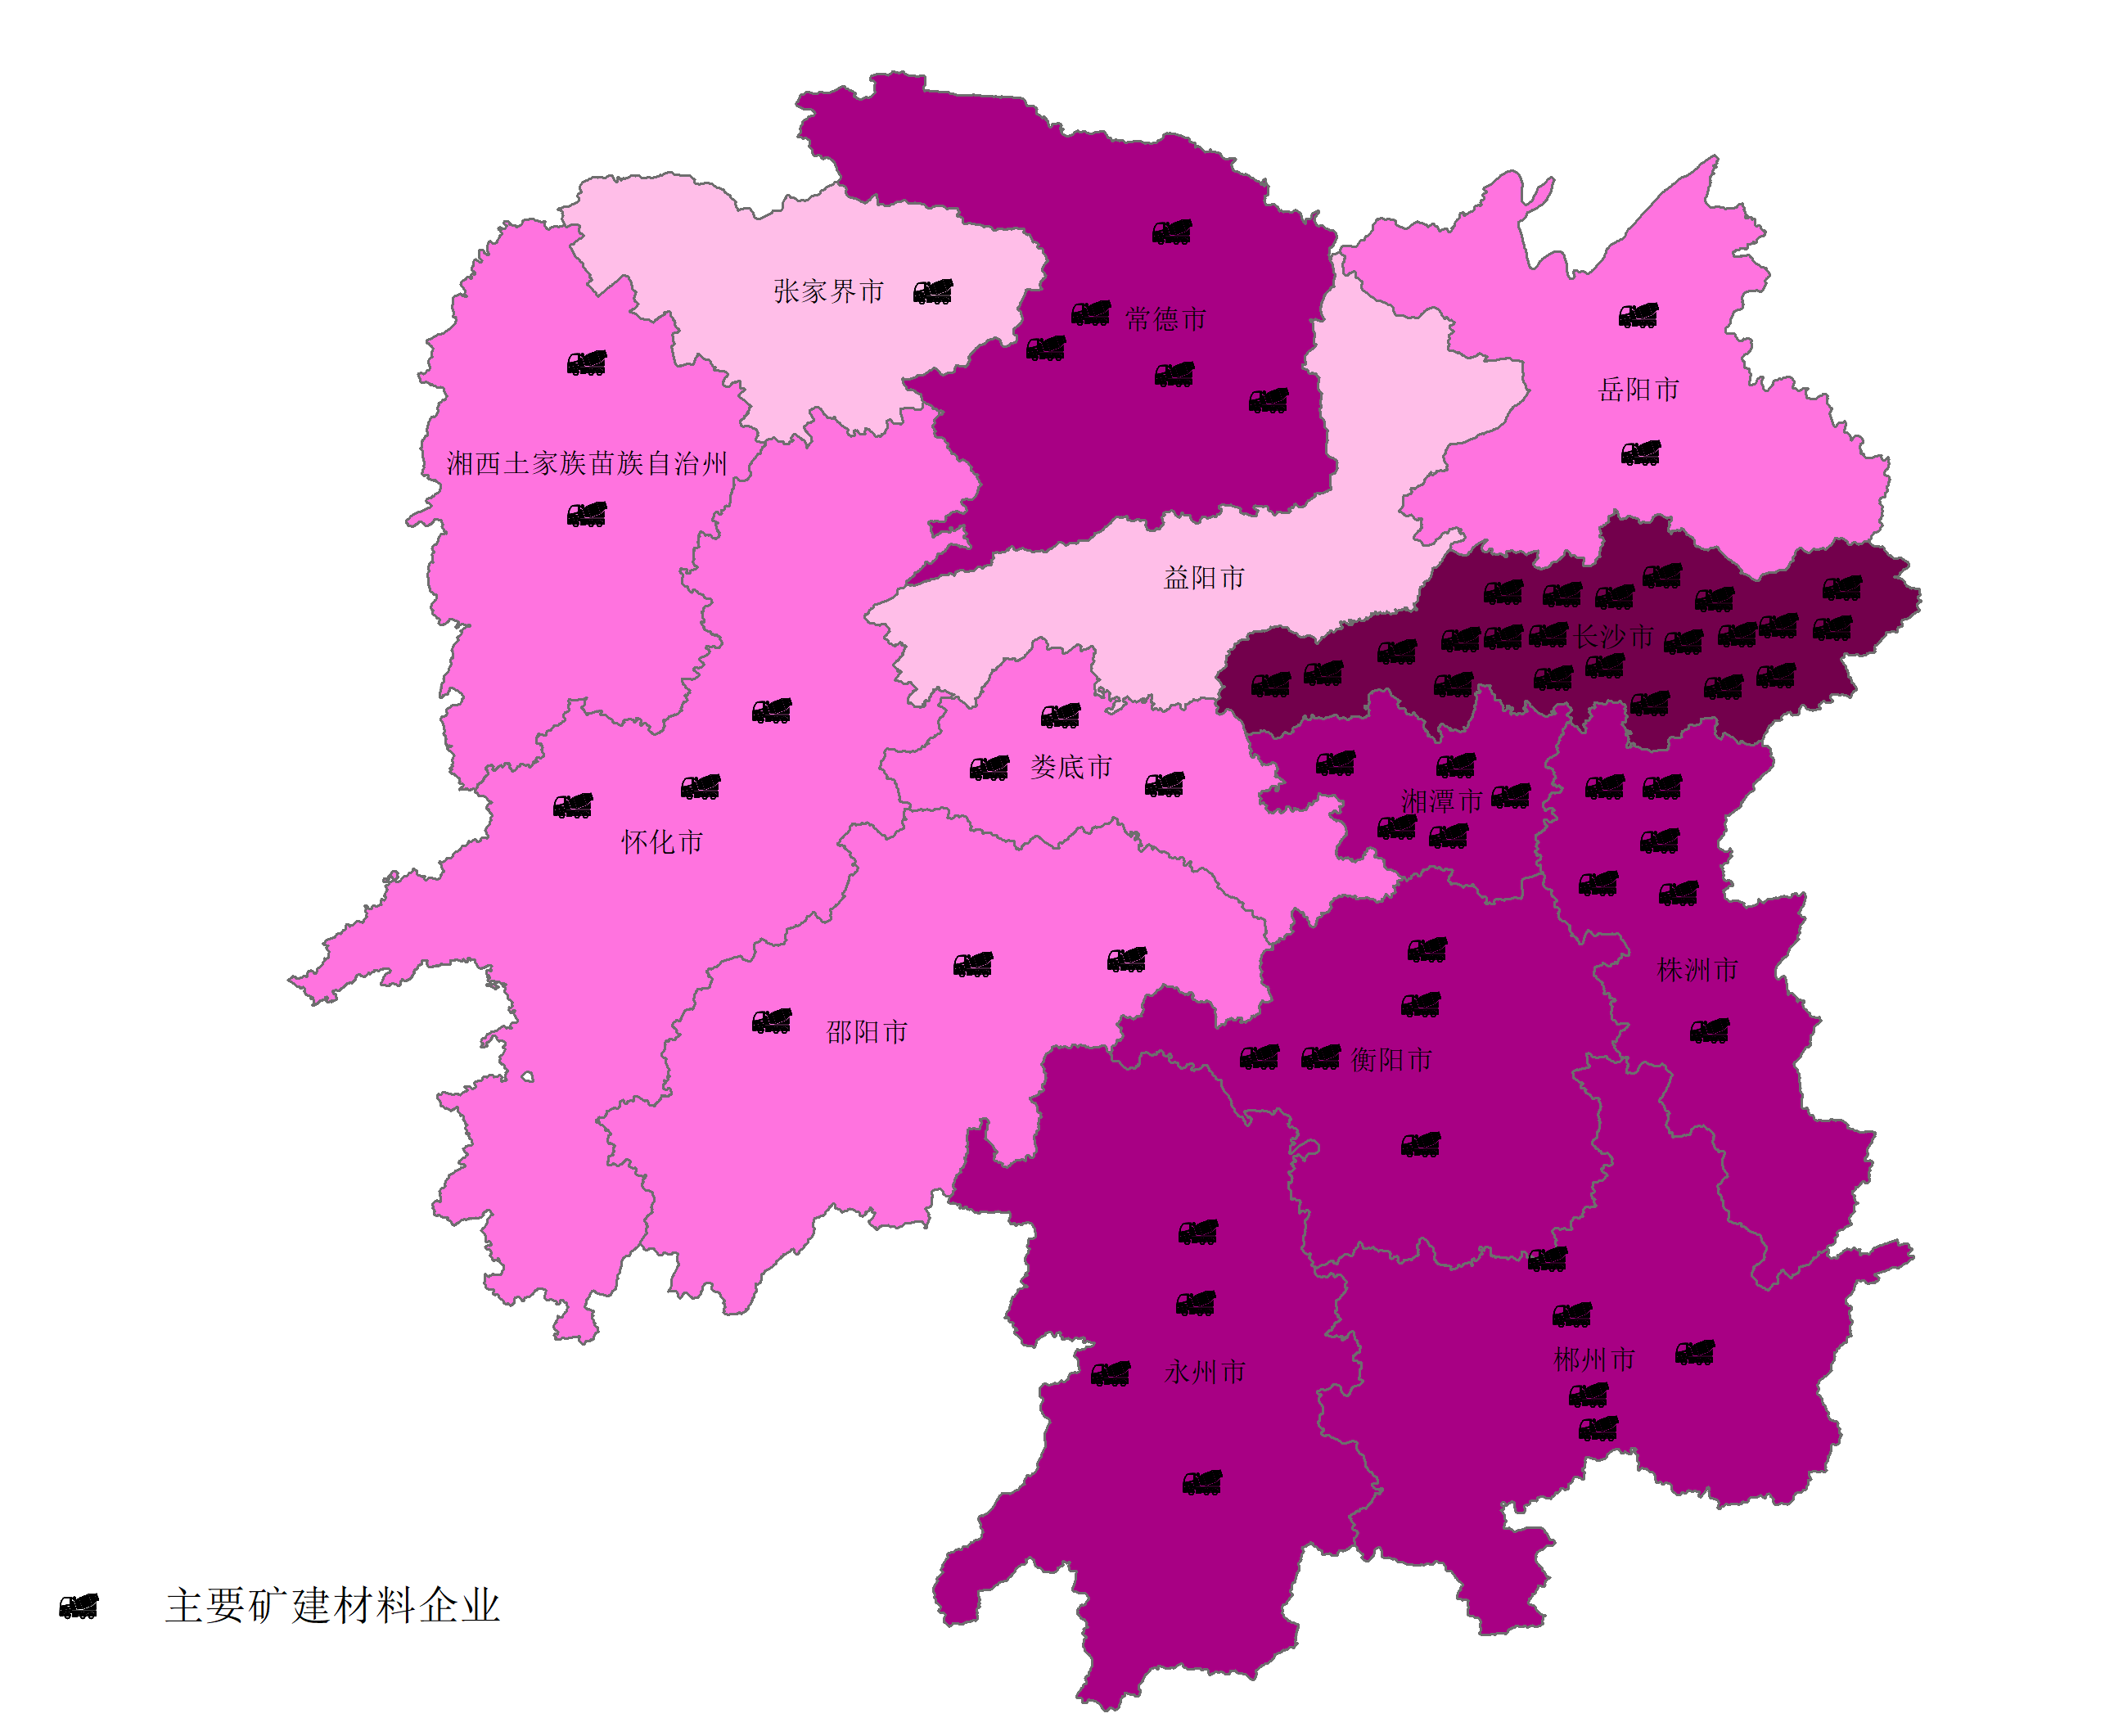 张家界市
常德市
岳阳市
湘西土家族苗族自治州
益阳市
长沙市
娄底市
湘潭市
怀化市
株洲市
邵阳市
衡阳市
郴州市
永州市
主要矿建材料企业